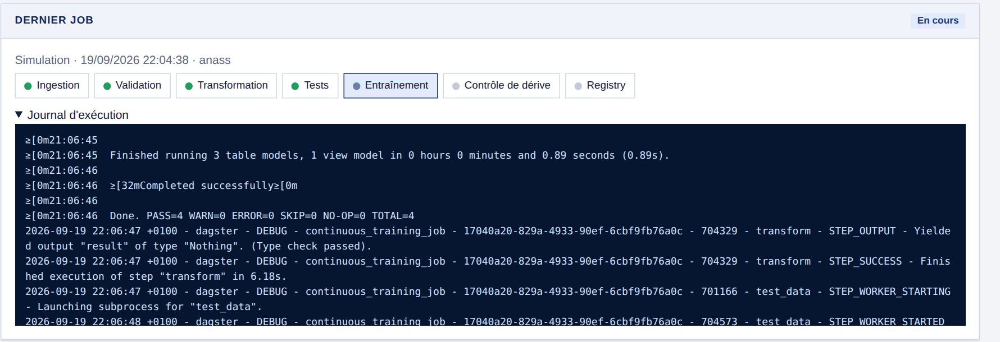 DERNIER JOB
En cours
Simulation · 19/09/2026 22:04:38 · anass
Ingestion
Validation
Transformation
Tests
Entraînement
Contrôle de dérive
Registry
▼ Journal d'exécution
≥[0m21:06:45
≥[0m21:06:45  Finished running 3 table models, 1 view model in 0 hours 0 minutes and 0.89 seconds (0.89s).
≥[0m21:06:46
≥[0m21:06:46  ≥[32mCompleted successfully≥[0m
≥[0m21:06:46
≥[0m21:06:46  Done. PASS=4 WARN=0 ERROR=0 SKIP=0 NO-OP=0 TOTAL=4
2026-09-19 22:06:47 +0100 - dagster - DEBUG - continuous_training_job - 17040a20-829a-4933-90ef-6cbf9fb76a0c - 704329 - transform - STEP_OUTPUT - Yielde
d output "result" of type "Nothing". (Type check passed).
2026-09-19 22:06:47 +0100 - dagster - DEBUG - continuous_training_job - 17040a20-829a-4933-90ef-6cbf9fb76a0c - 704329 - transform - STEP_SUCCESS - Finis
hed execution of step "transform" in 6.18s.
2026-09-19 22:06:47 +0100 - dagster - DEBUG - continuous_training_job - 17040a20-829a-4933-90ef-6cbf9fb76a0c - 701166 - test_data - STEP_WORKER_STARTING
- Launching subprocess for "test_data".
2026-09-19 22:06:48 +0100 - dagster - DEBUG - continuous_training_job - 17040a20-829a-4933-90ef-6cbf9fb76a0c - 704573 - test_data - STEP_WORKER_STARTED